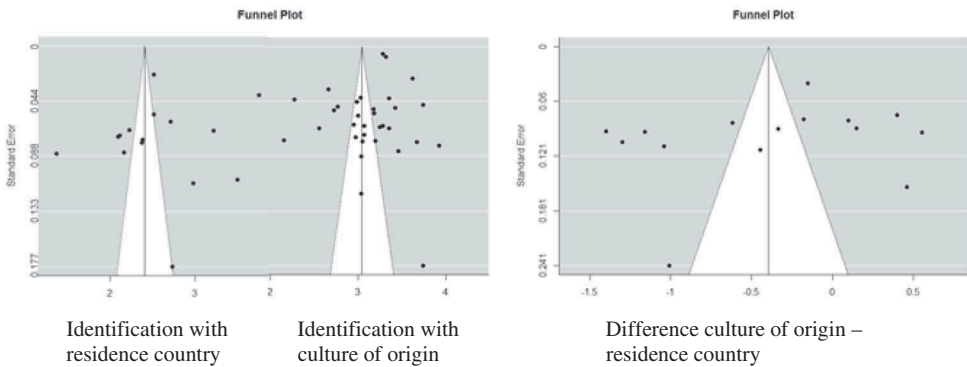 Funnel Plot
Funnel Plot
Standard Error
0
0.044
0.088
0.133
0.177
2
3
2
3
4
Standard Error
0
0.06
0.121
0.181
0.241
-1.5
-1
-0.5
0
0.5
Identification with
residence country
Identification with
culture of origin
Difference culture of origin –
residence country